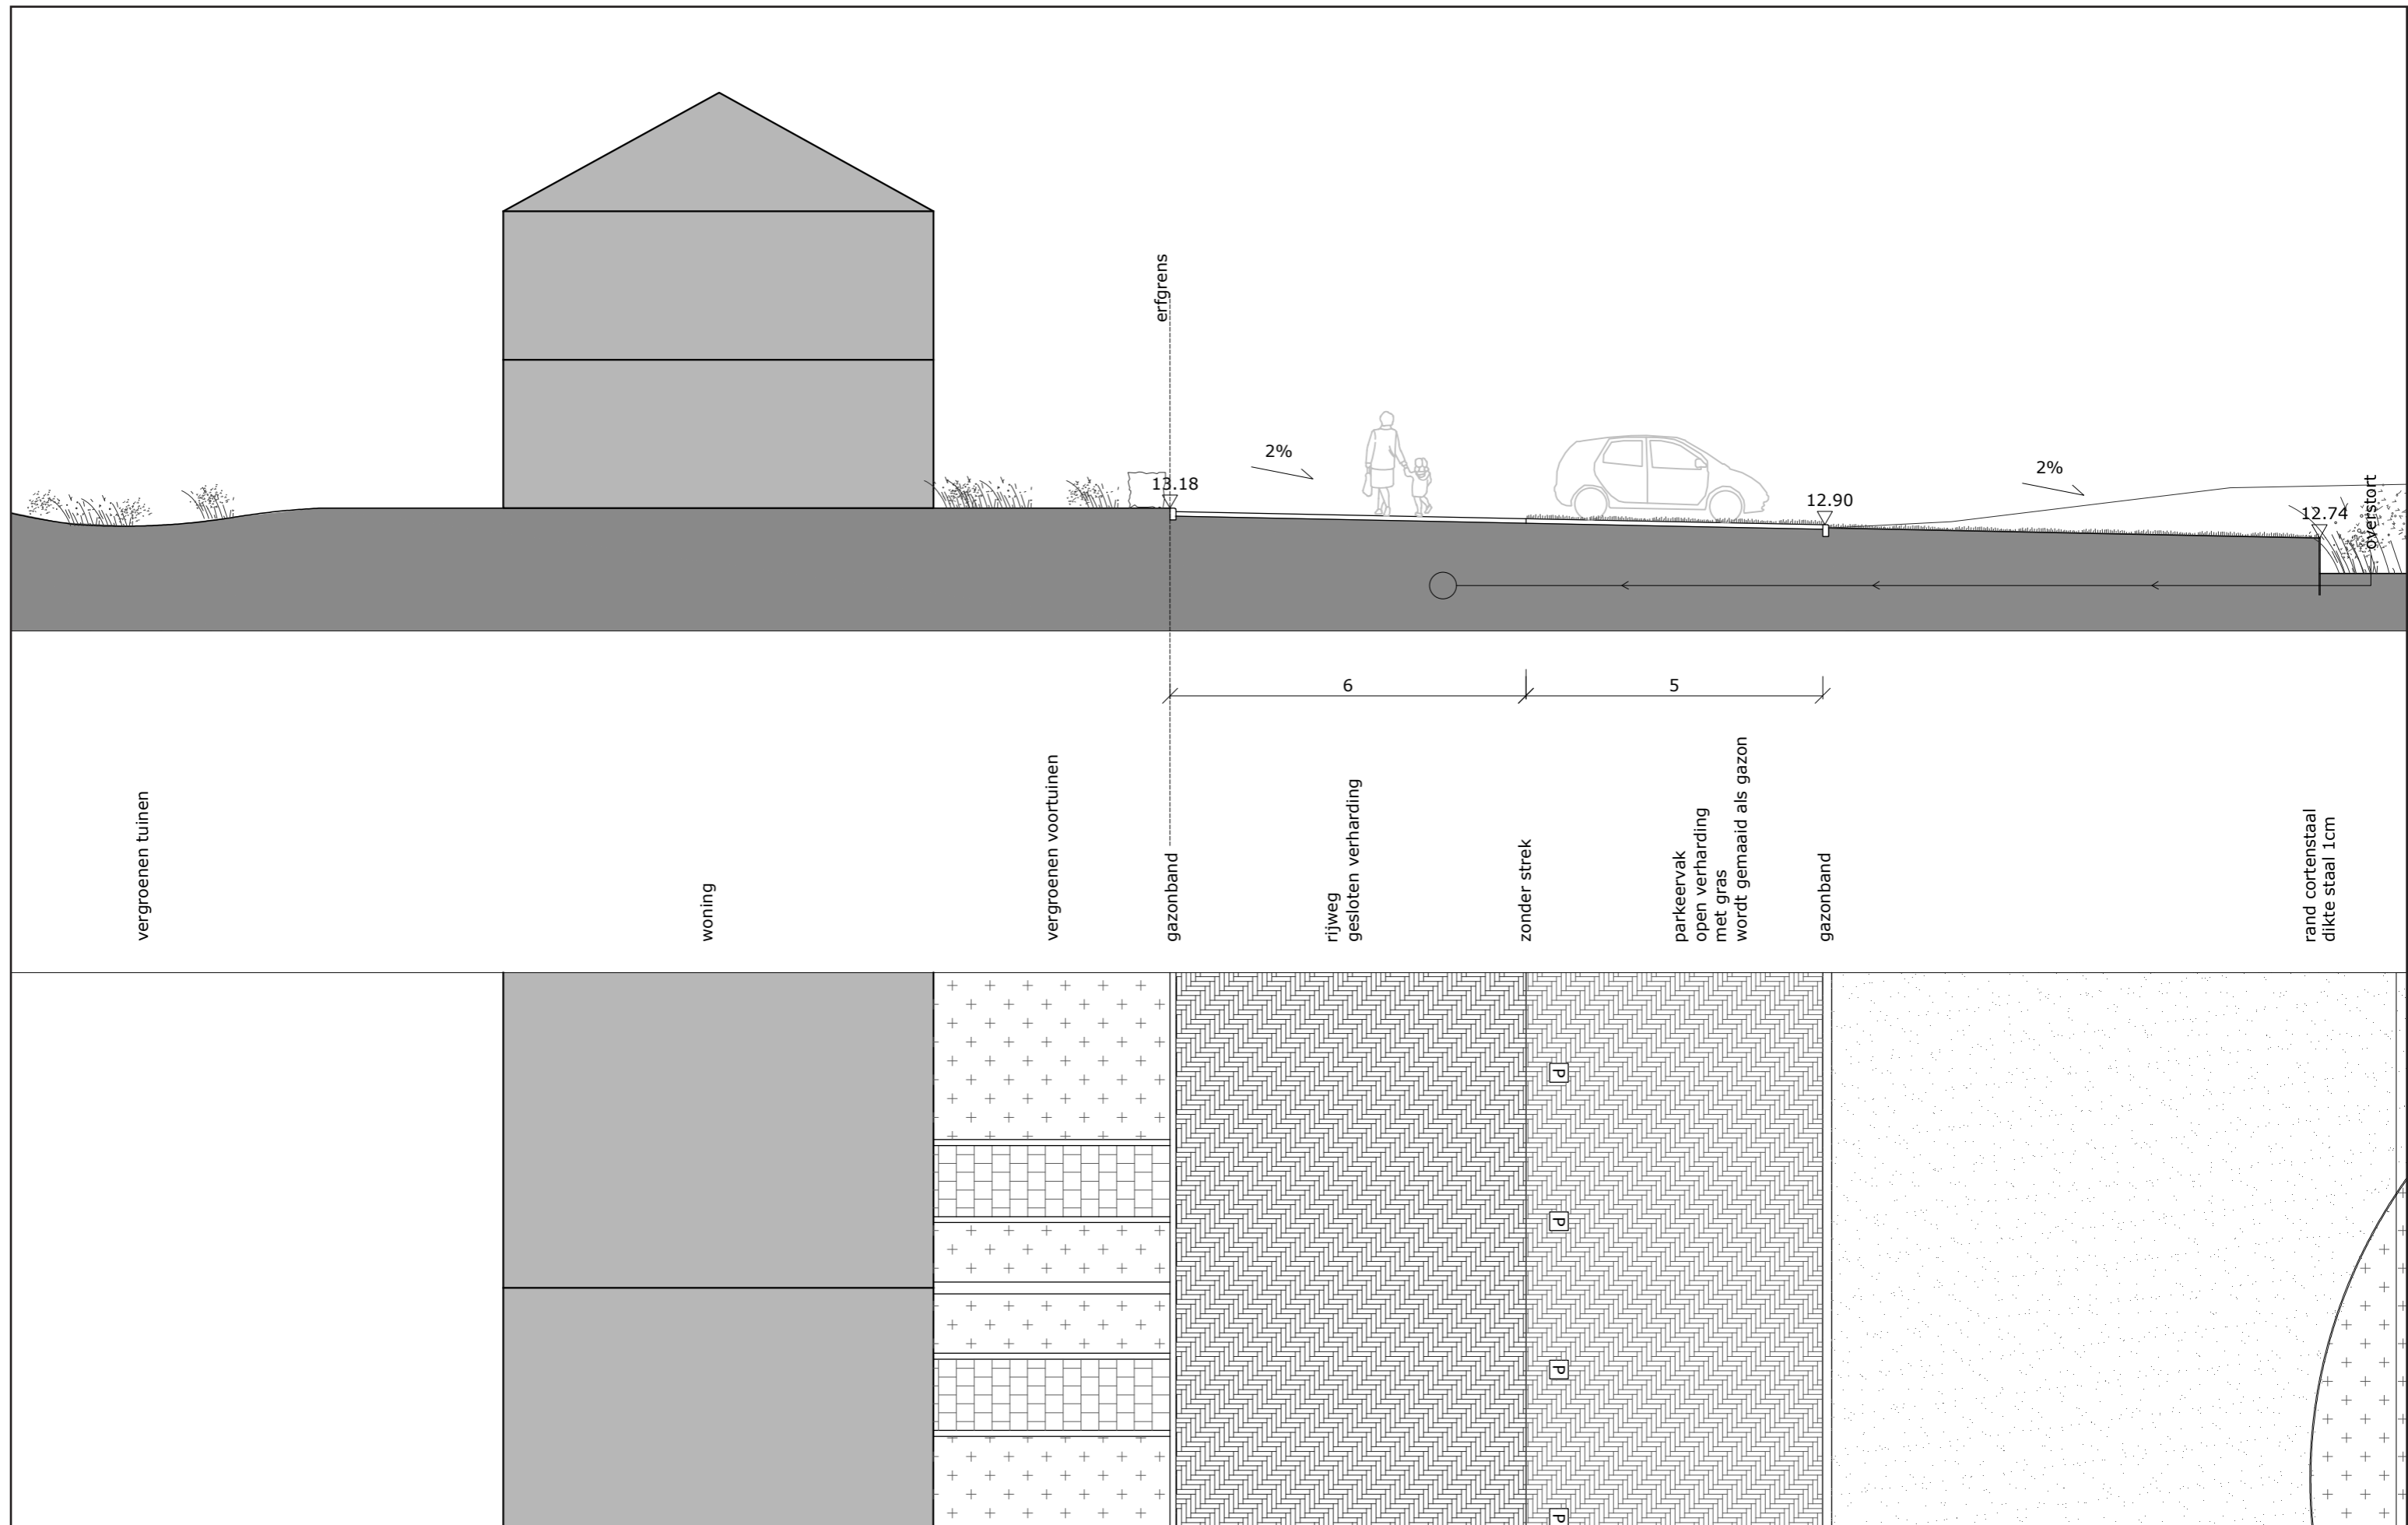 erfgrens
2%
13.18
2%
12.90
12.74
overstort
6
5
vergroenen tuinen
woning
vergroenen voortuinen
gazonband
rijweg
gesloten verharding
zonder strek
parkeervak
open verharding
met gras
wordt gemaaid als gazon
gazonband
rand cortenstaal
dikte staal 1cm
P
P
P
P